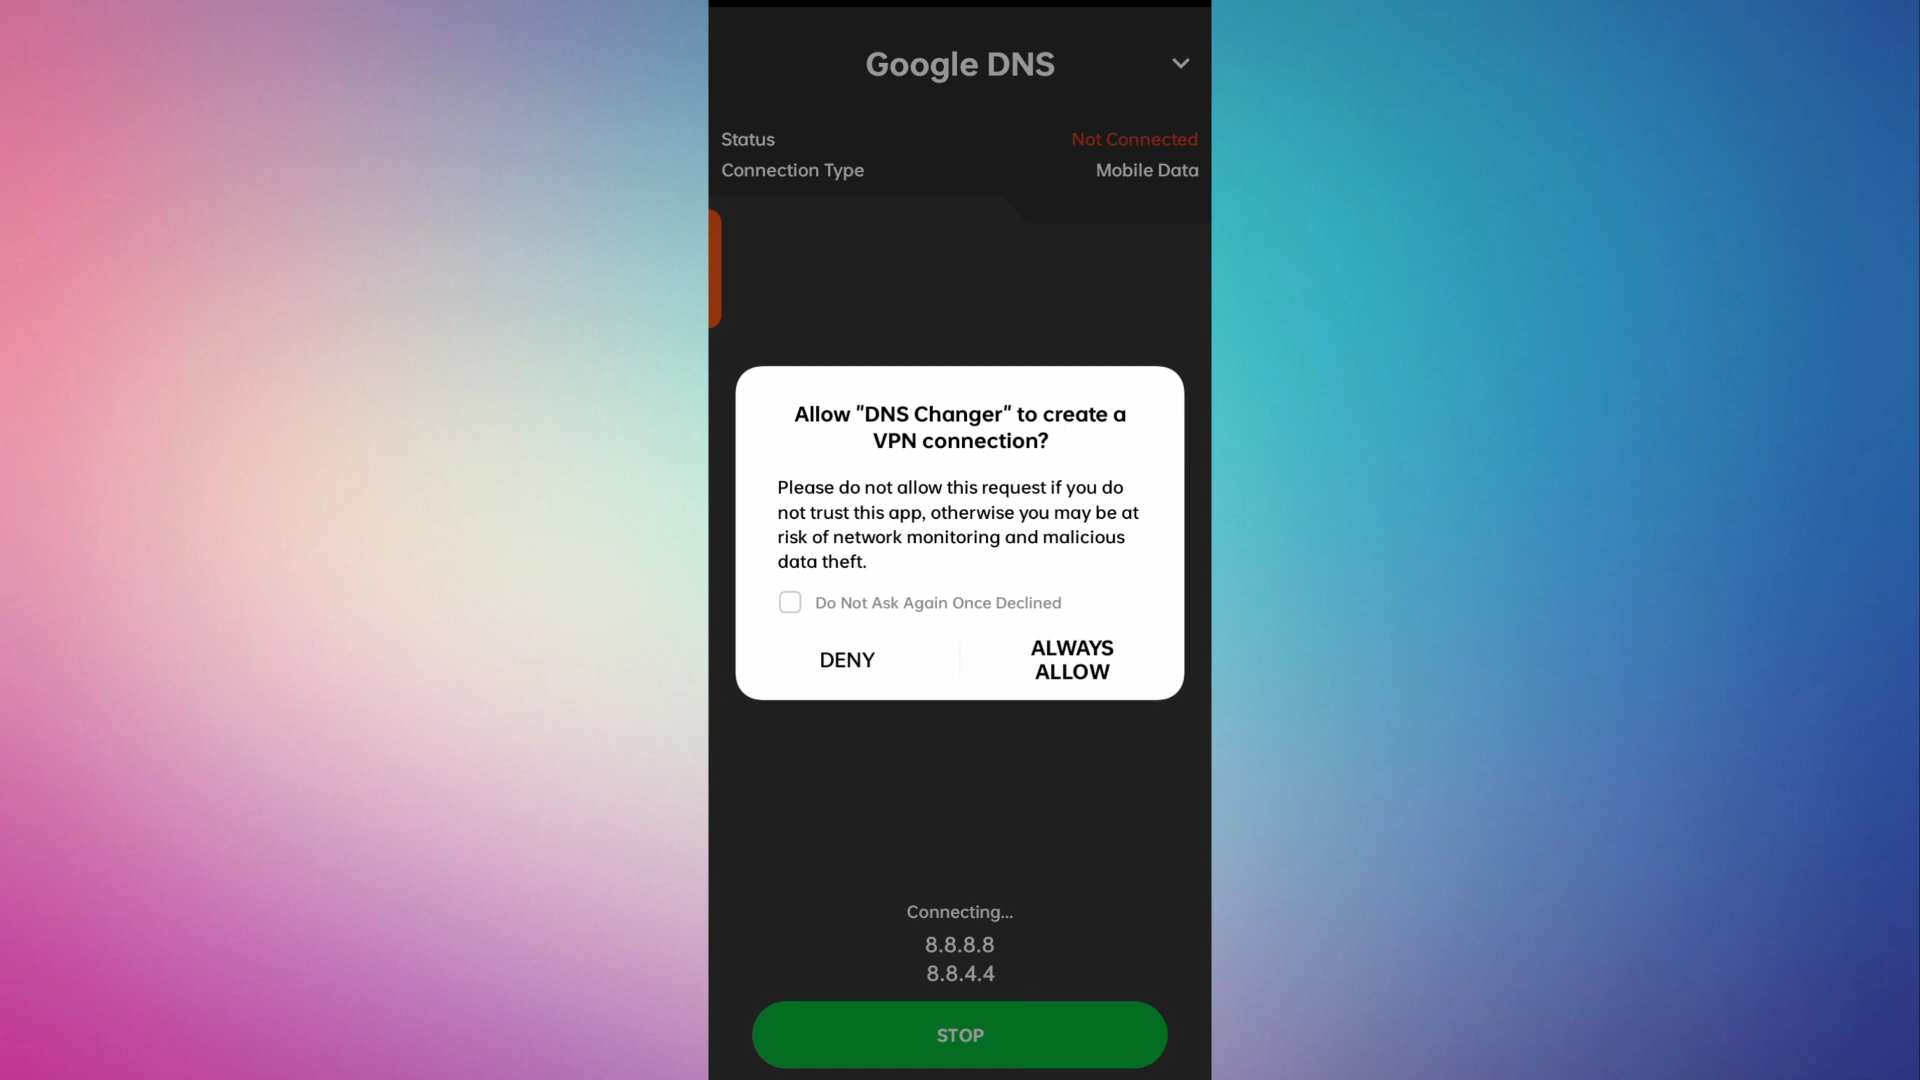 Google DNS
Status Not Connected
Connection Type Mobile Data
Allow "DNS Changer" to create a
VPN connection?
Please do not allow this request if you do
not trust this app, otherwise you may be at
risk of network monitoring and malicious
data theft.
Do Not Ask Again Once Declined
DENY
ALWAYS
ALLOW
Connecting...
8.8.8.8
8.8.4.4
STOP